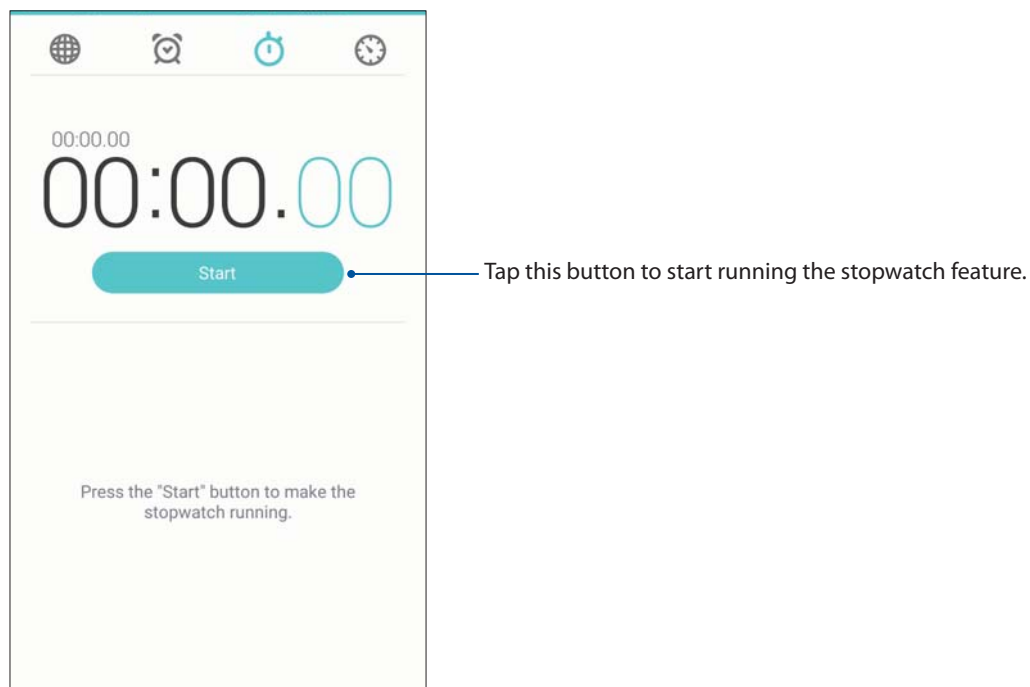 00:00.00
00:00.00
Start
Tap this button to start running the stopwatch feature.
Press the "Start" button to make the
stopwatch running.